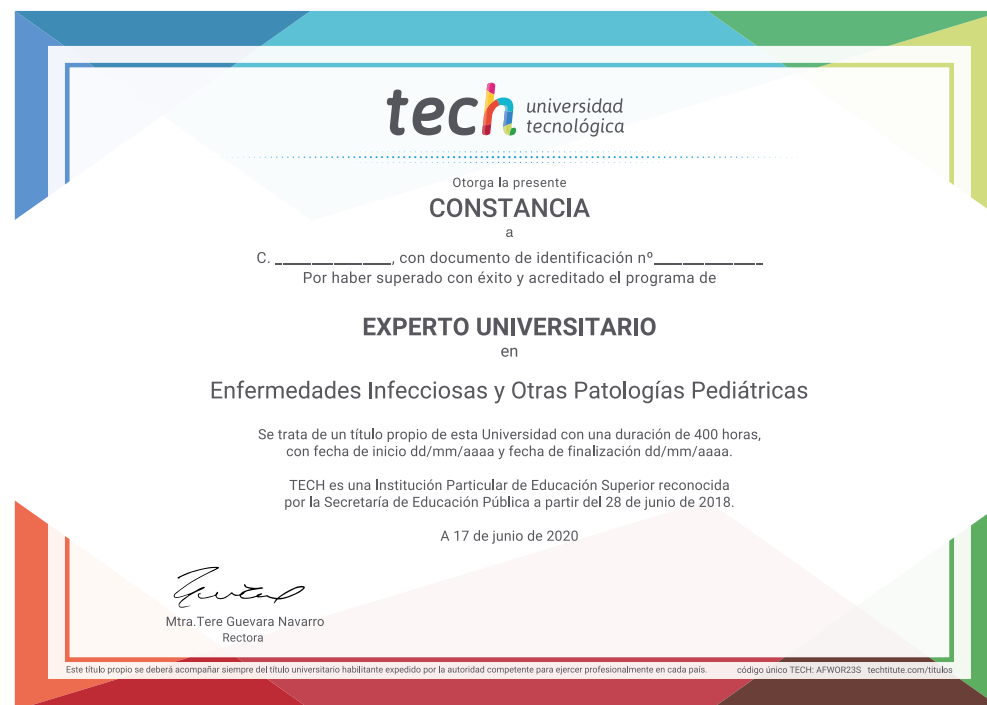 tech universidad
tecnológica
Otorga la presente
CONSTANCIA
a
C. ______________, con documento de identificación nº_____________
Por haber superado con éxito y acreditado el programa de
EXPERTO UNIVERSITARIO
en
Enfermedades Infecciosas y Otras Patologías Pediátricas
Se trata de un título propio de esta Universidad con una duración de 400 horas,
con fecha de inicio dd/mm/aaaa y fecha de finalización dd/mm/aaaa.
TECH es una Institución Particular de Educación Superior reconocida
por la Secretaría de Educación Pública a partir del 28 de junio de 2018.
A 17 de junio de 2020
Mtra.Tere Guevara Navarro
Rectora
Este título propio se deberá acompañar siempre del título universitario habilitante expedido por la autoridad competente para ejercer profesionalmente en cada país. código único TECH: AFWOR23S techtitute.com/titulos